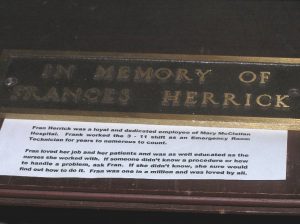 IN MEMORY OF
FRANCES HERRICK
Fran Herrick was a loyal and dedicated employee of Mary McClellan
Hospital. Frank worked the 3 - 11 shift as an Emergency Room
Technician for years to numerous to count.
Fran loved her job and her patients and was as well educated as the
nurses she worked with. If someone didn't know a procedure or how
to handle a problem, ask Fran. If she didn't know, she sure would
find out how to do it. Fran was one in a million and was loved by all.